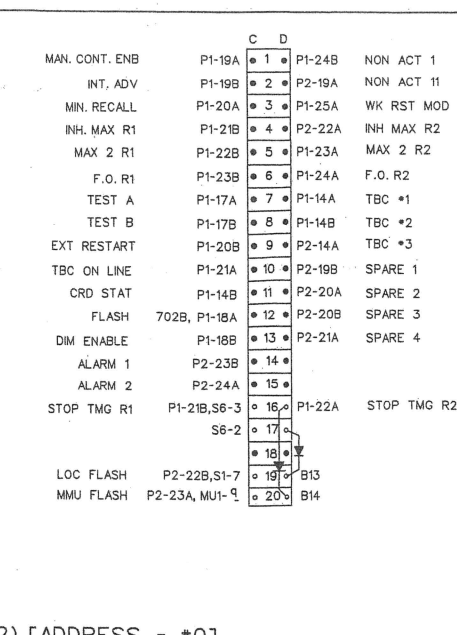 C D
MAN. CONT. ENB P1-19A 1 P1-24B NON ACT 1
INT. ADV P1-19B 2 P2-19A NON ACT 11
MIN. RECALL P1-20A 3 P1-25A WK RST MOD
INH. MAX R1 P1-21B 4 P2-22A INH MAX R2
MAX 2 R1 P1-22B 5 P1-23A MAX 2 R2
F.O. R1 P1-23B 6 P1-24A F.O. R2
TEST A P1-17A 7 P1-14A TBC #1
TEST B P1-17B 8 P1-14B TBC #2
EXT RESTART P1-20B 9 P2-14A TBC #3
TBC ON LINE P1-21A 10 P2-19B SPARE 1
CRD STAT P1-14B 11 P2-20A SPARE 2
FLASH 702B, P1-18A 12 P2-20B SPARE 3
DIM ENABLE P1-18B 13 P2-21A SPARE 4
ALARM 1 P2-23B 14
ALARM 2 P2-24A 15
STOP TMG R1 P1-21B,S6-3 16 P1-22A STOP TMG R2
S6-2 17
18
LOC FLASH P2-22B,S1-7 19 B13
MMU FLASH P2-23A, MU1-9 20 B14